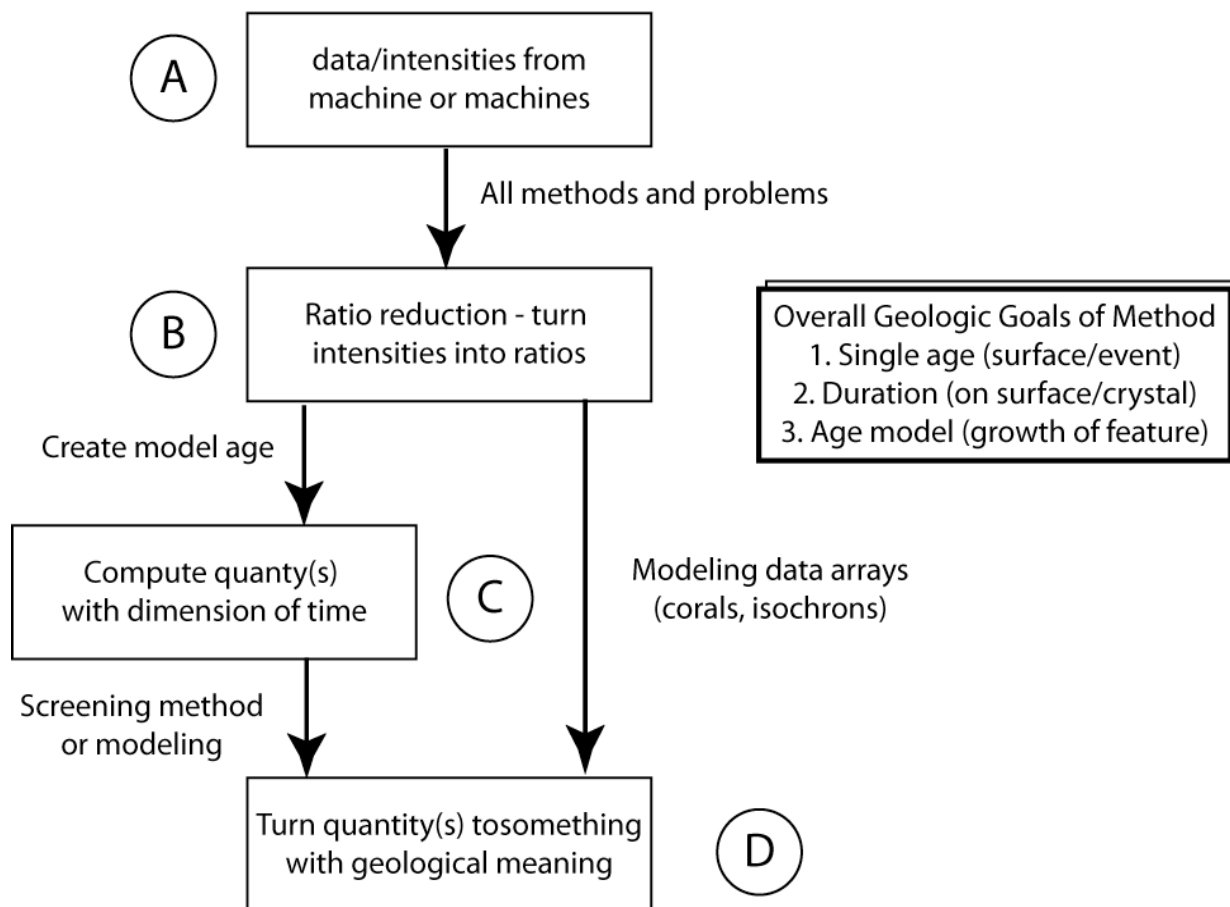 A
data/intensities from
machine or machines
All methods and problems
B
Ratio reduction - turn
intensities into ratios
Overall Geologic Goals of Method
1. Single age (surface/event)
2. Duration (on surface/crystal)
3. Age model (growth of feature)
Create model age
Compute quanty(s)
with dimension of time
C
Modeling data arrays
(corals, isochrons)
Screening method
or modeling
Turn quantity(s) tosomething
with geological meaning
D